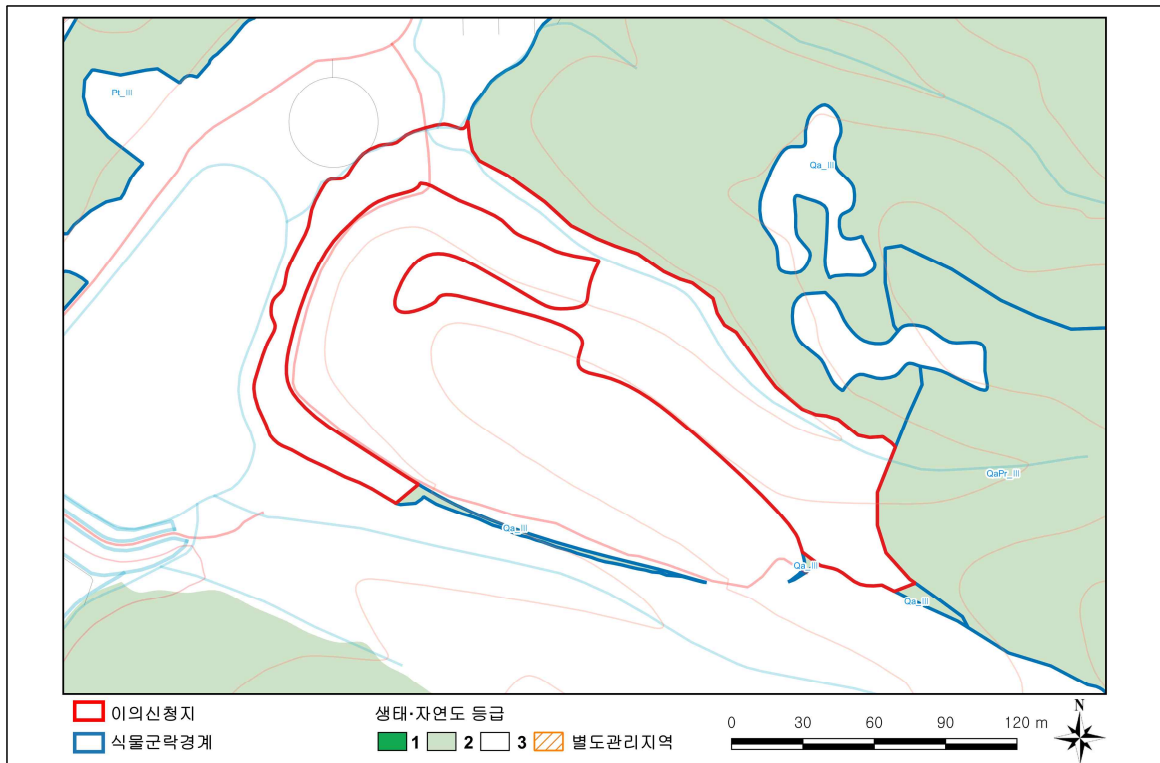 Pt_III
Qa_III
QaPr_III
Qa_III
Qa_III
Qa_III
이의신청지
식물군락경계
생태·자연도 등급
1 2 3 별도관리지역
0 30 60 90 120 m
N